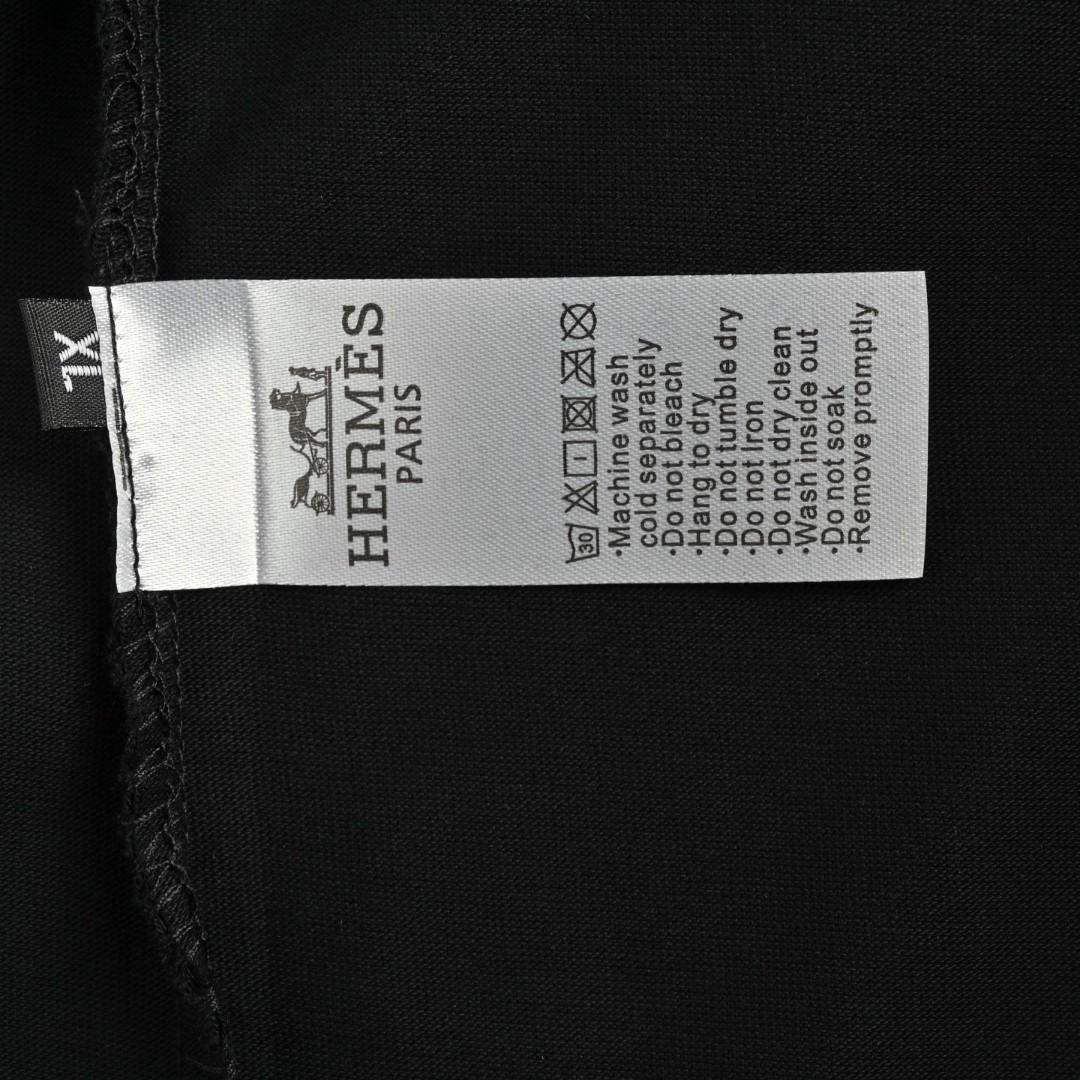 XL
HERMÈS
PARIS
30
•Machine wash
cold separately
•Do not bleach
•Hang to dry
•Do not tumble dry
•Do not Iron
•Do not dry clean
•Wash inside out
•Do not soak
•Remove promptly